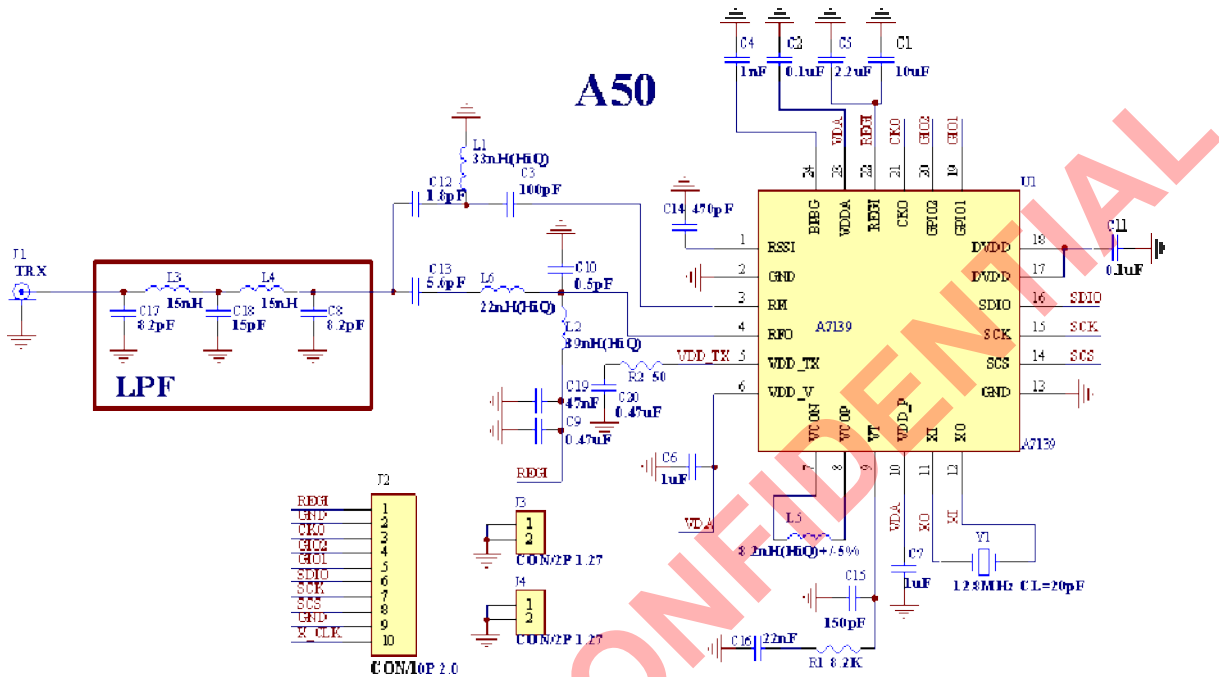 A50
C4
1nF
C2
0.1uF
C5
2.2uF
C1
10uF
VDA
REGI
CKO
GIO2
GIO1
24
23
22
21
20
19
U1
BPBG
VDDA
REGI
CKO
GPIO2
GPIO1
L1
33nH(HiQ)
C12
1.8pF
C3
100pF
C14 470pF
1
RSSI
2
GND
3
RFI
4
RFO
5
VDD_TX
6
VDD_V
A7139
DVDD
18
DVDD
17
SDIO
16
SDIO
SCK
15
SCK
SCS
14
SCS
GND
13
C11
0.1uF
A7139
J1
TRX
L3
15nH
L4
15nH
C17
8.2pF
C18
15pF
C8
8.2pF
LPF
C13
5.6pF
L6
22nH(HiQ)
C10
0.5pF
L2
39nH(HiQ)
VDD_TX
R2 50
C19
47nF
C20
0.47uF
C9
0.47uF
REGI
C6
1uF
VDA
VCON
VCOP
VT
VDD_P
XI
XO
7
8
9
10
11
12
L5
8.2nH(HiQ)+/-5%
VDA
XO
XI
C7
1uF
Y1
12.8MHz CL=20pF
C15
150pF
C16
22nF
R1 8.2K
J2
REGI
1
GND
2
CKO
3
GIO2
4
GIO1
5
SDIO
6
SCK
7
SCS
8
GND
9
X_CLK
10
CON/10P 2.0
J3
1
2
CON/2P 1.27
J4
1
2
CON/2P 1.27
ONFIDENTIAL